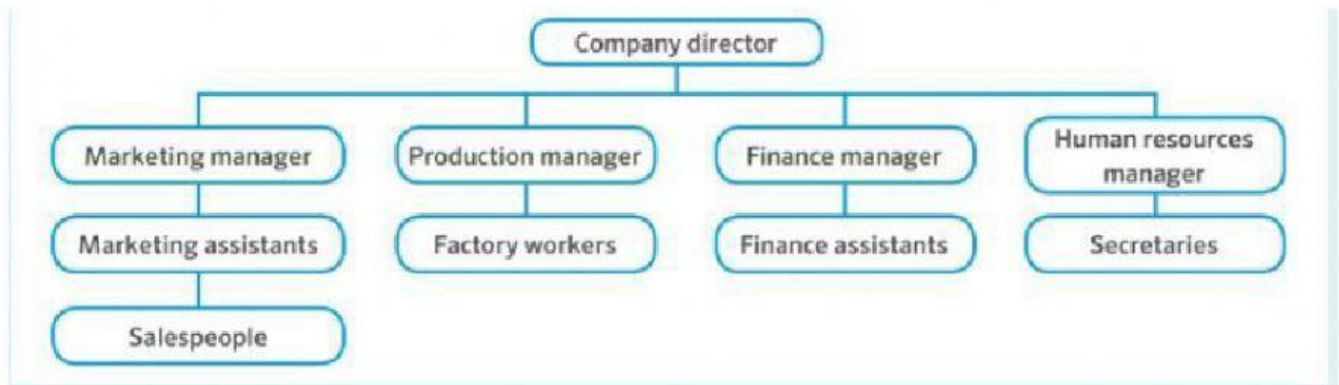 Company director
Marketing manager
Production manager
Finance manager
Human resources
manager
Marketing assistants
Factory workers
Finance assistants
Secretaries
Salespeople